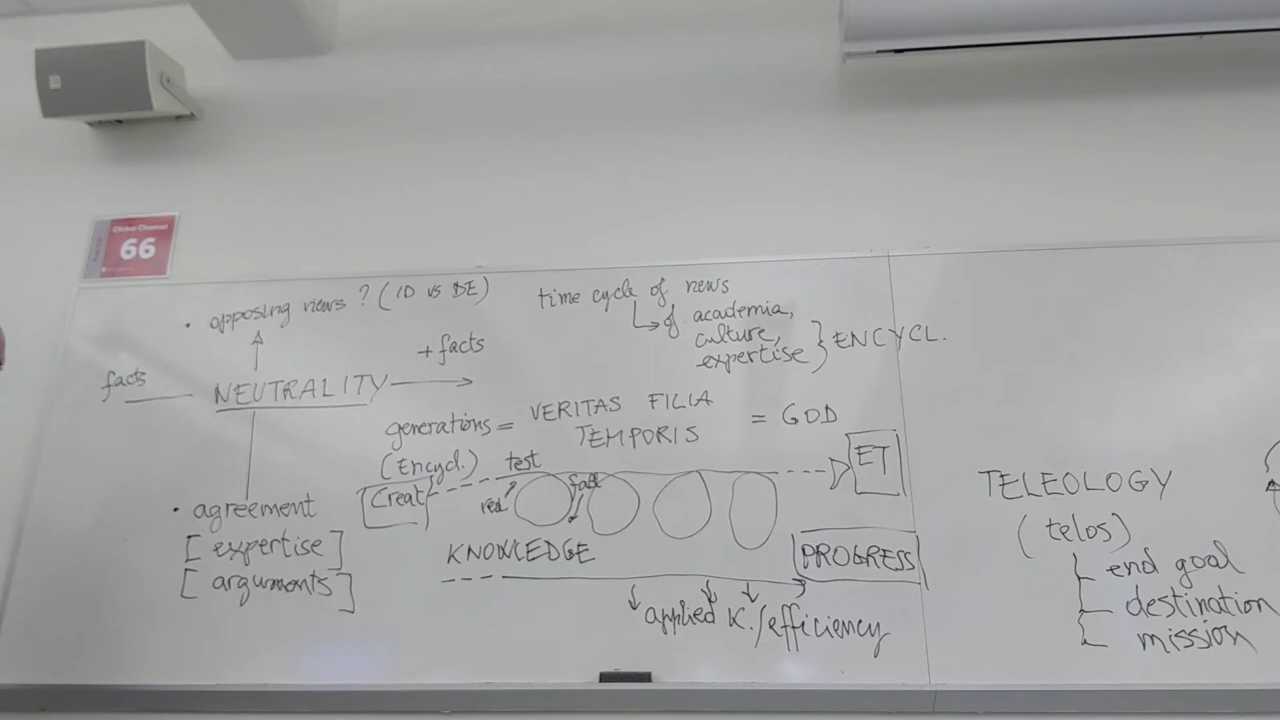 Clicker Channel
66
• opposing views ? (ID vs DE)
facts
NEUTRALITY
+ facts
• agreement
[ expertise ]
[ arguments ]
time cycle of news
of academia,
culture,
expertise } ENCYCL.
generations = VERITAS FILIA
TEMPORIS
= GOD
(Encycl.)
test
Creat
fall
ET
KNOWLEDGE
PROGRESS
applied K./efficiency
TELEOLOGY
(telos)
end goal
destination
mission